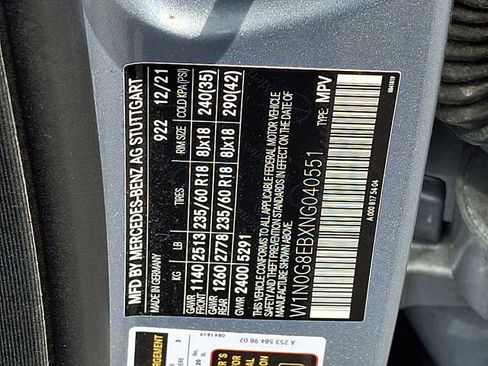 MFD BY MERCEDES-BENZ AG STUTTGART
MADE IN GERMANY 922 12/21
KG LB TIRES RIM SIZE COLD KPA (PSI)
GAWR FRONT 1140 2513 235/60 R18 8Jx18 240(35)
GAWR REAR 1260 2778 235/60 R18 8Jx18 290(42)
GVWR 2400 5291
THIS VEHICLE CONFORMS TO ALL APPLICABLE FEDERAL MOTOR VEHICLE
SAFETY AND THEFT PREVENTION STANDARDS IN EFFECT ON THE DATE OF
MANUFACTURE SHOWN ABOVE.
W1N0G8EBXNG040551 TYPE: MPV
A 000 817 54 04
A 253 584 98 07